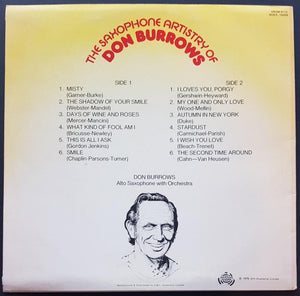 THE SAXOPHONE ARTISTRY OF
DON BURROWS
SIDE 1
1. MISTY
(Garner-Burke)
2. THE SHADOW OF YOUR SMILE
(Webster-Mandel)
3. DAYS OF WINE AND ROSES
(Mercer-Mancini)
4. WHAT KIND OF FOOL AM I
(Bricusse-Newley)
5. THIS IS ALL I ASK
(Gordon Jenkins)
6. SMILE
(Chaplin-Parsons-Turner)
SIDE 2
1. I LOVES YOU, PORGY
(Gershwin-Heyward)
2. MY ONE AND ONLY LOVE
(Wood-Mellin)
3. AUTUMN IN NEW YORK
(Duke)
4. STARDUST
(Carmichael-Parish)
5. I WISH YOU LOVE
(Beach-Trenet)
6. THE SECOND TIME AROUND
(Cahn—Van Heusen)
DON BURROWS
Alto Saxophone with Orchestra